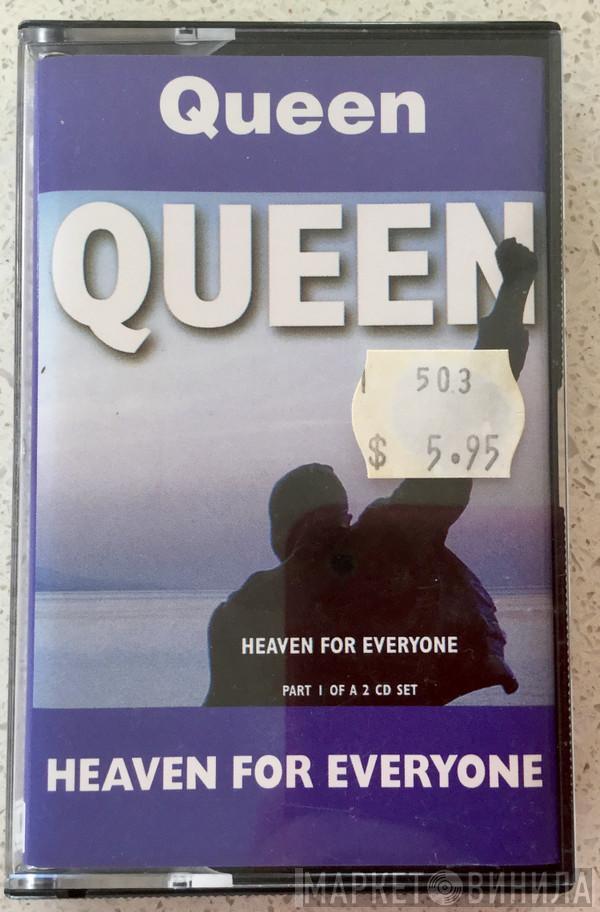 Queen
QUEEN
503
$ 5.95
HEAVEN FOR EVERYONE
PART 1 OF A 2 CD SET
HEAVEN FOR EVERYONE
МАРКЕТ ВИНИЛА